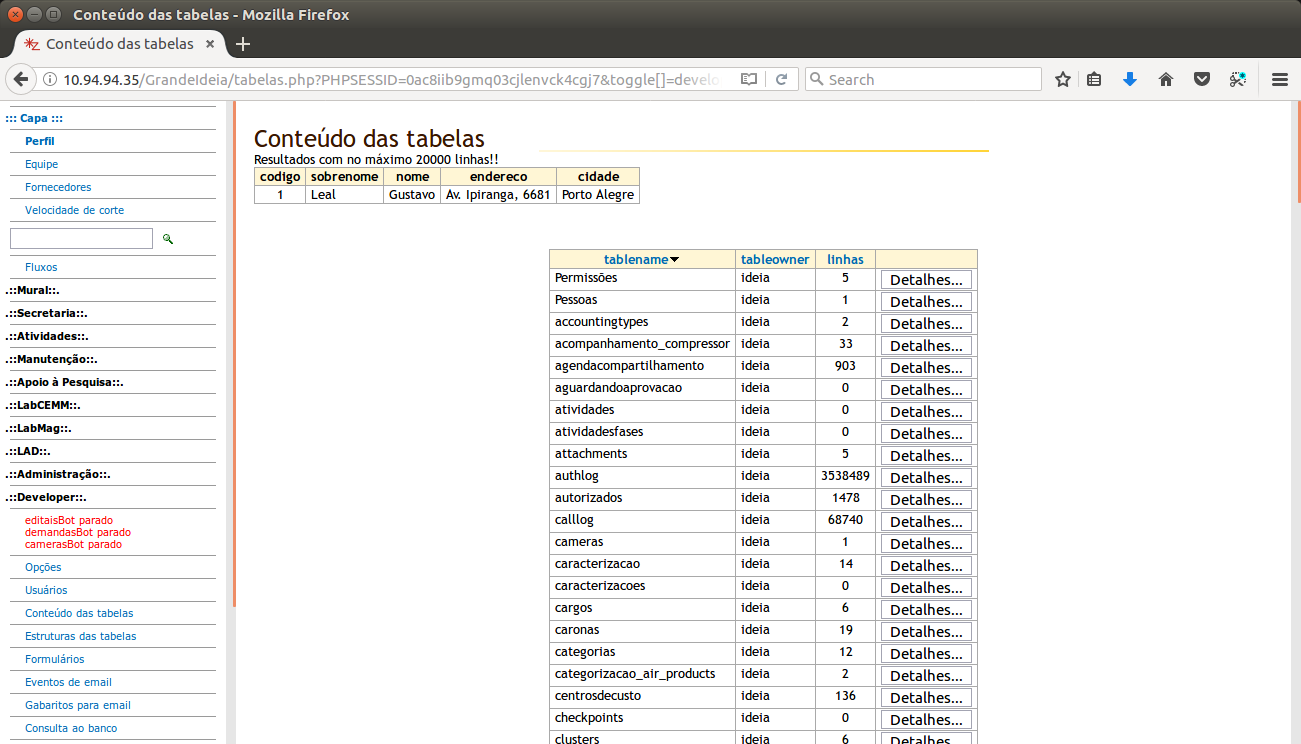 Conteúdo das tabelas - Mozilla Firefox
Conteúdo das tabelas
10.94.94.35/GrandeIdeia/tabelas.php?PHPSESSID=0ac8iib9gmq03cjlenvck4cgj7&toggle[]=develo
Search
::: Capa :::
Perfil
Equipe
Fornecedores
Velocidade de corte
Fluxos
.::Mural::.
.::Secretaria::.
.::Atividades::.
.::Manutenção::.
.::Apoio à Pesquisa::.
.::LabCEMM::.
.::LabMag::.
.::LAD::.
.::Administração::.
.::Developer::.
editaisBot parado
demandasBot parado
camerasBot parado
Opções
Usuários
Conteúdo das tabelas
Estruturas das tabelas
Formulários
Eventos de email
Gabaritos para email
Consulta ao banco
Conteúdo das tabelas
Resultados com no máximo 20000 linhas!!
codigo sobrenome nome endereco cidade
1 Leal Gustavo Av. Ipiranga, 6681 Porto Alegre
tablename tableowner linhas
Permissões ideia 5 Detalhes...
Pessoas ideia 1 Detalhes...
accountingtypes ideia 2 Detalhes...
acompanhamento_compressor ideia 33 Detalhes...
agendacompartilhamento ideia 903 Detalhes...
aguardandoaprovacao ideia 0 Detalhes...
atividades ideia 0 Detalhes...
atividadesfases ideia 0 Detalhes...
attachments ideia 5 Detalhes...
authlog ideia 3538489 Detalhes...
autorizados ideia 1478 Detalhes...
calllog ideia 68740 Detalhes...
cameras ideia 1 Detalhes...
caracterizacao ideia 14 Detalhes...
caracterizacoes ideia 0 Detalhes...
cargos ideia 6 Detalhes...
caronas ideia 19 Detalhes...
categorias ideia 12 Detalhes...
categorizacao_air_products ideia 2 Detalhes...
centrosdecusto ideia 136 Detalhes...
checkpoints ideia 0 Detalhes...
clusters ideia 6 Detalhes...